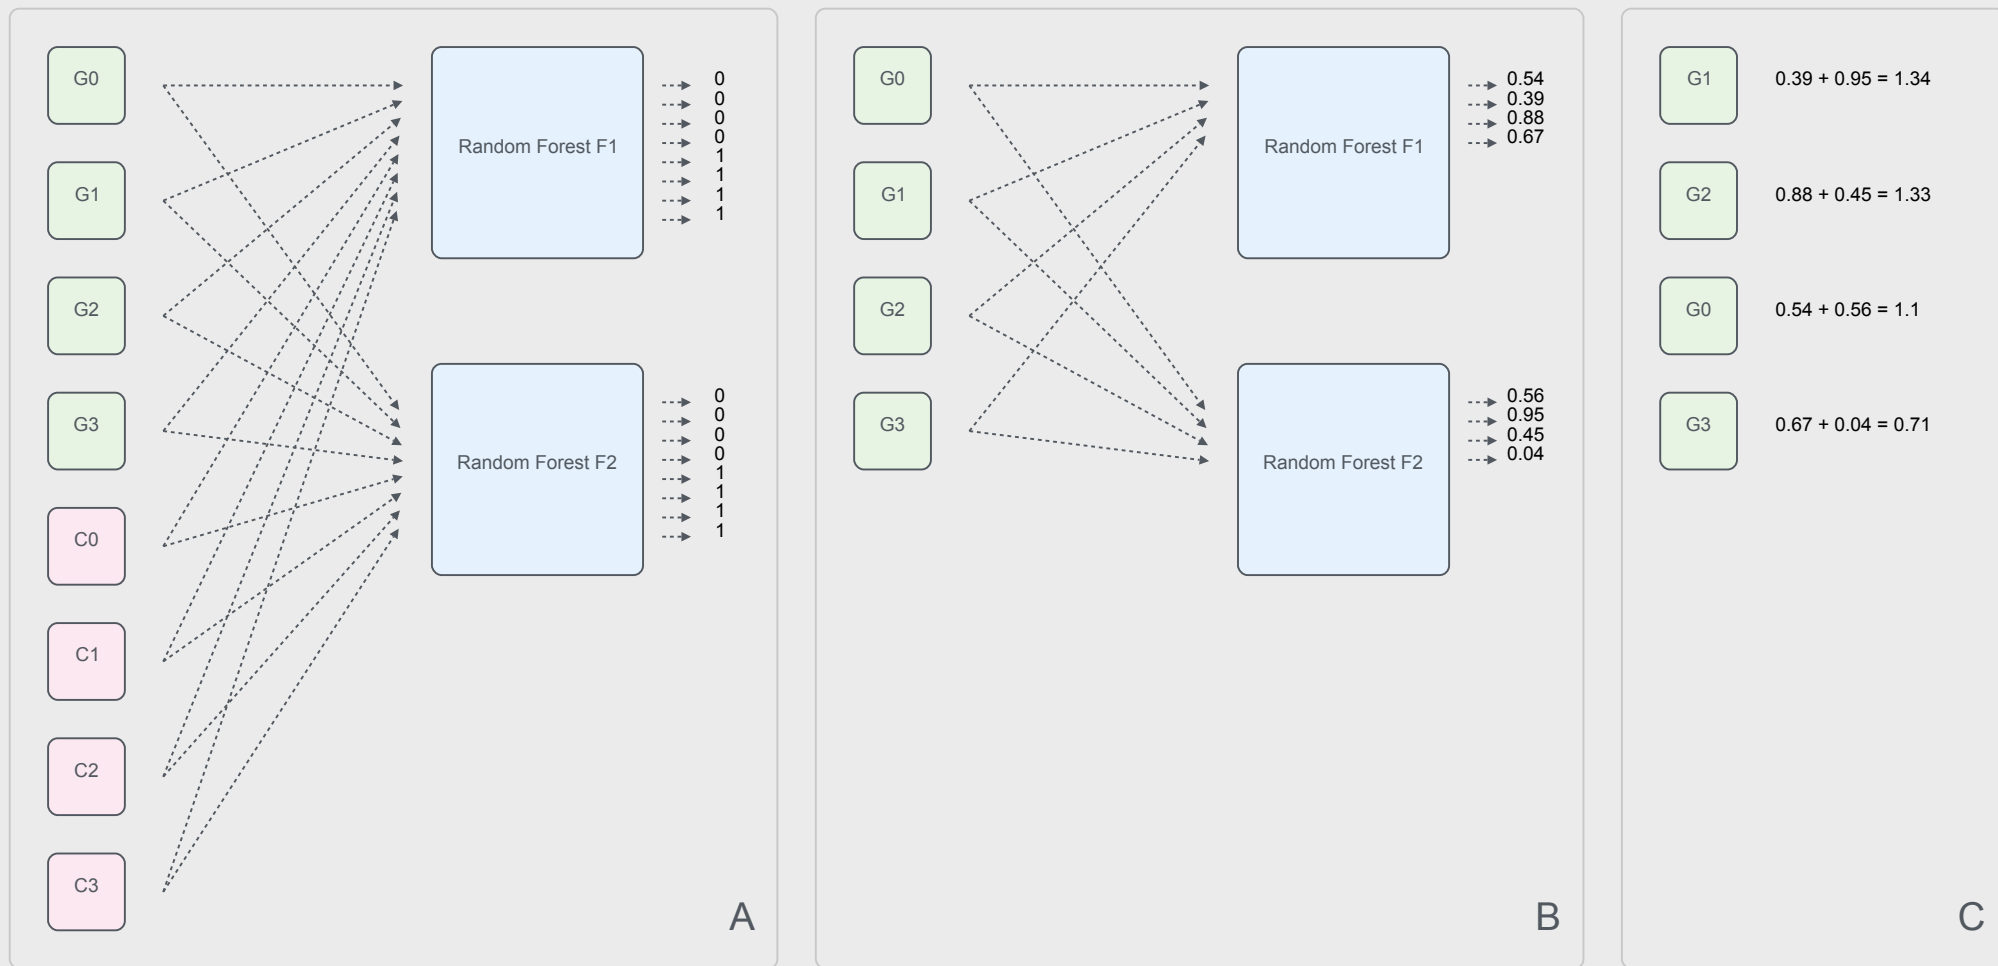 G0
G1
G2
G3
C0
C1
C2
C3
Random Forest F1
0
0
0
0
1
1
1
1
Random Forest F2
0
0
0
0
1
1
1
1
A
G0
G1
G2
G3
Random Forest F1
0.54
0.39
0.88
0.67
Random Forest F2
0.56
0.95
0.45
0.04
B
G1 0.39 + 0.95 = 1.34
G2 0.88 + 0.45 = 1.33
G0 0.54 + 0.56 = 1.1
G3 0.67 + 0.04 = 0.71
C